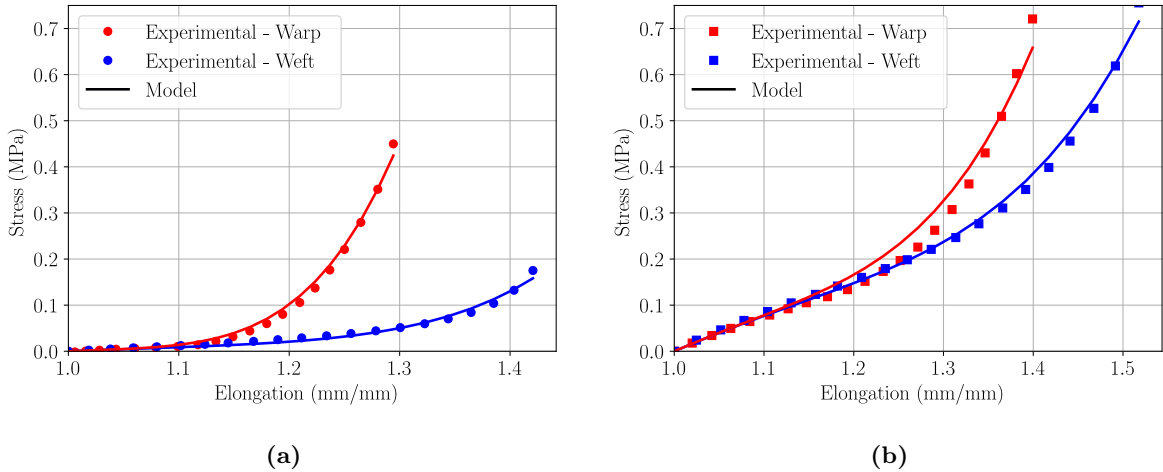 0.7
0.6
0.5
0.4
0.3
0.2
0.1
0.0
Stress (MPa)
Experimental - Warp
Experimental - Weft
Model
1.0 1.1 1.2 1.3 1.4
Elongation (mm/mm)
(a)
0.7
0.6
0.5
0.4
0.3
0.2
0.1
0.0
Stress (MPa)
Experimental - Warp
Experimental - Weft
Model
1.0 1.1 1.2 1.3 1.4 1.5
Elongation (mm/mm)
(b)